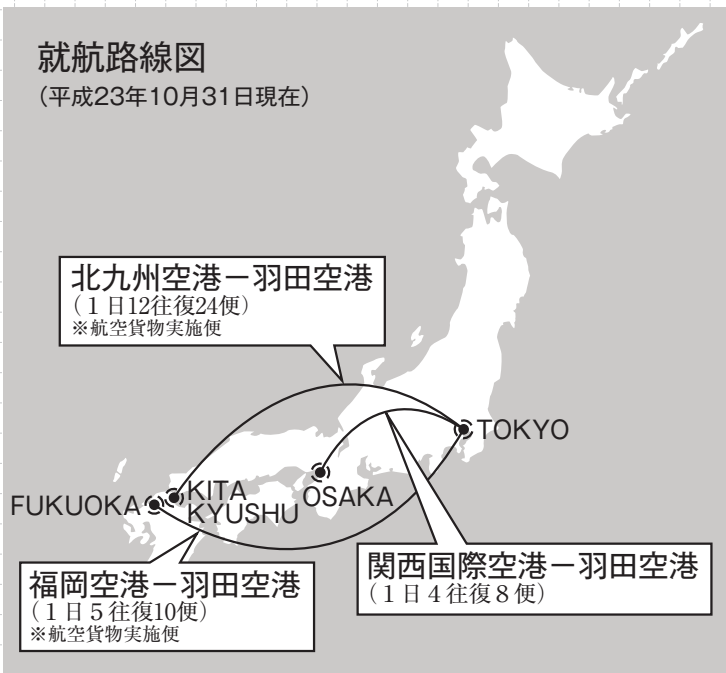 就航路線図
（平成23年10月31日現在）
北九州空港－羽田空港
（１日12往復24便）
※航空貨物実施便
TOKYO
KITA
KYUSHU
OSAKA
FUKUOKA
福岡空港－羽田空港
（１日５往復10便）
※航空貨物実施便
関西国際空港－羽田空港
（１日４往復８便）